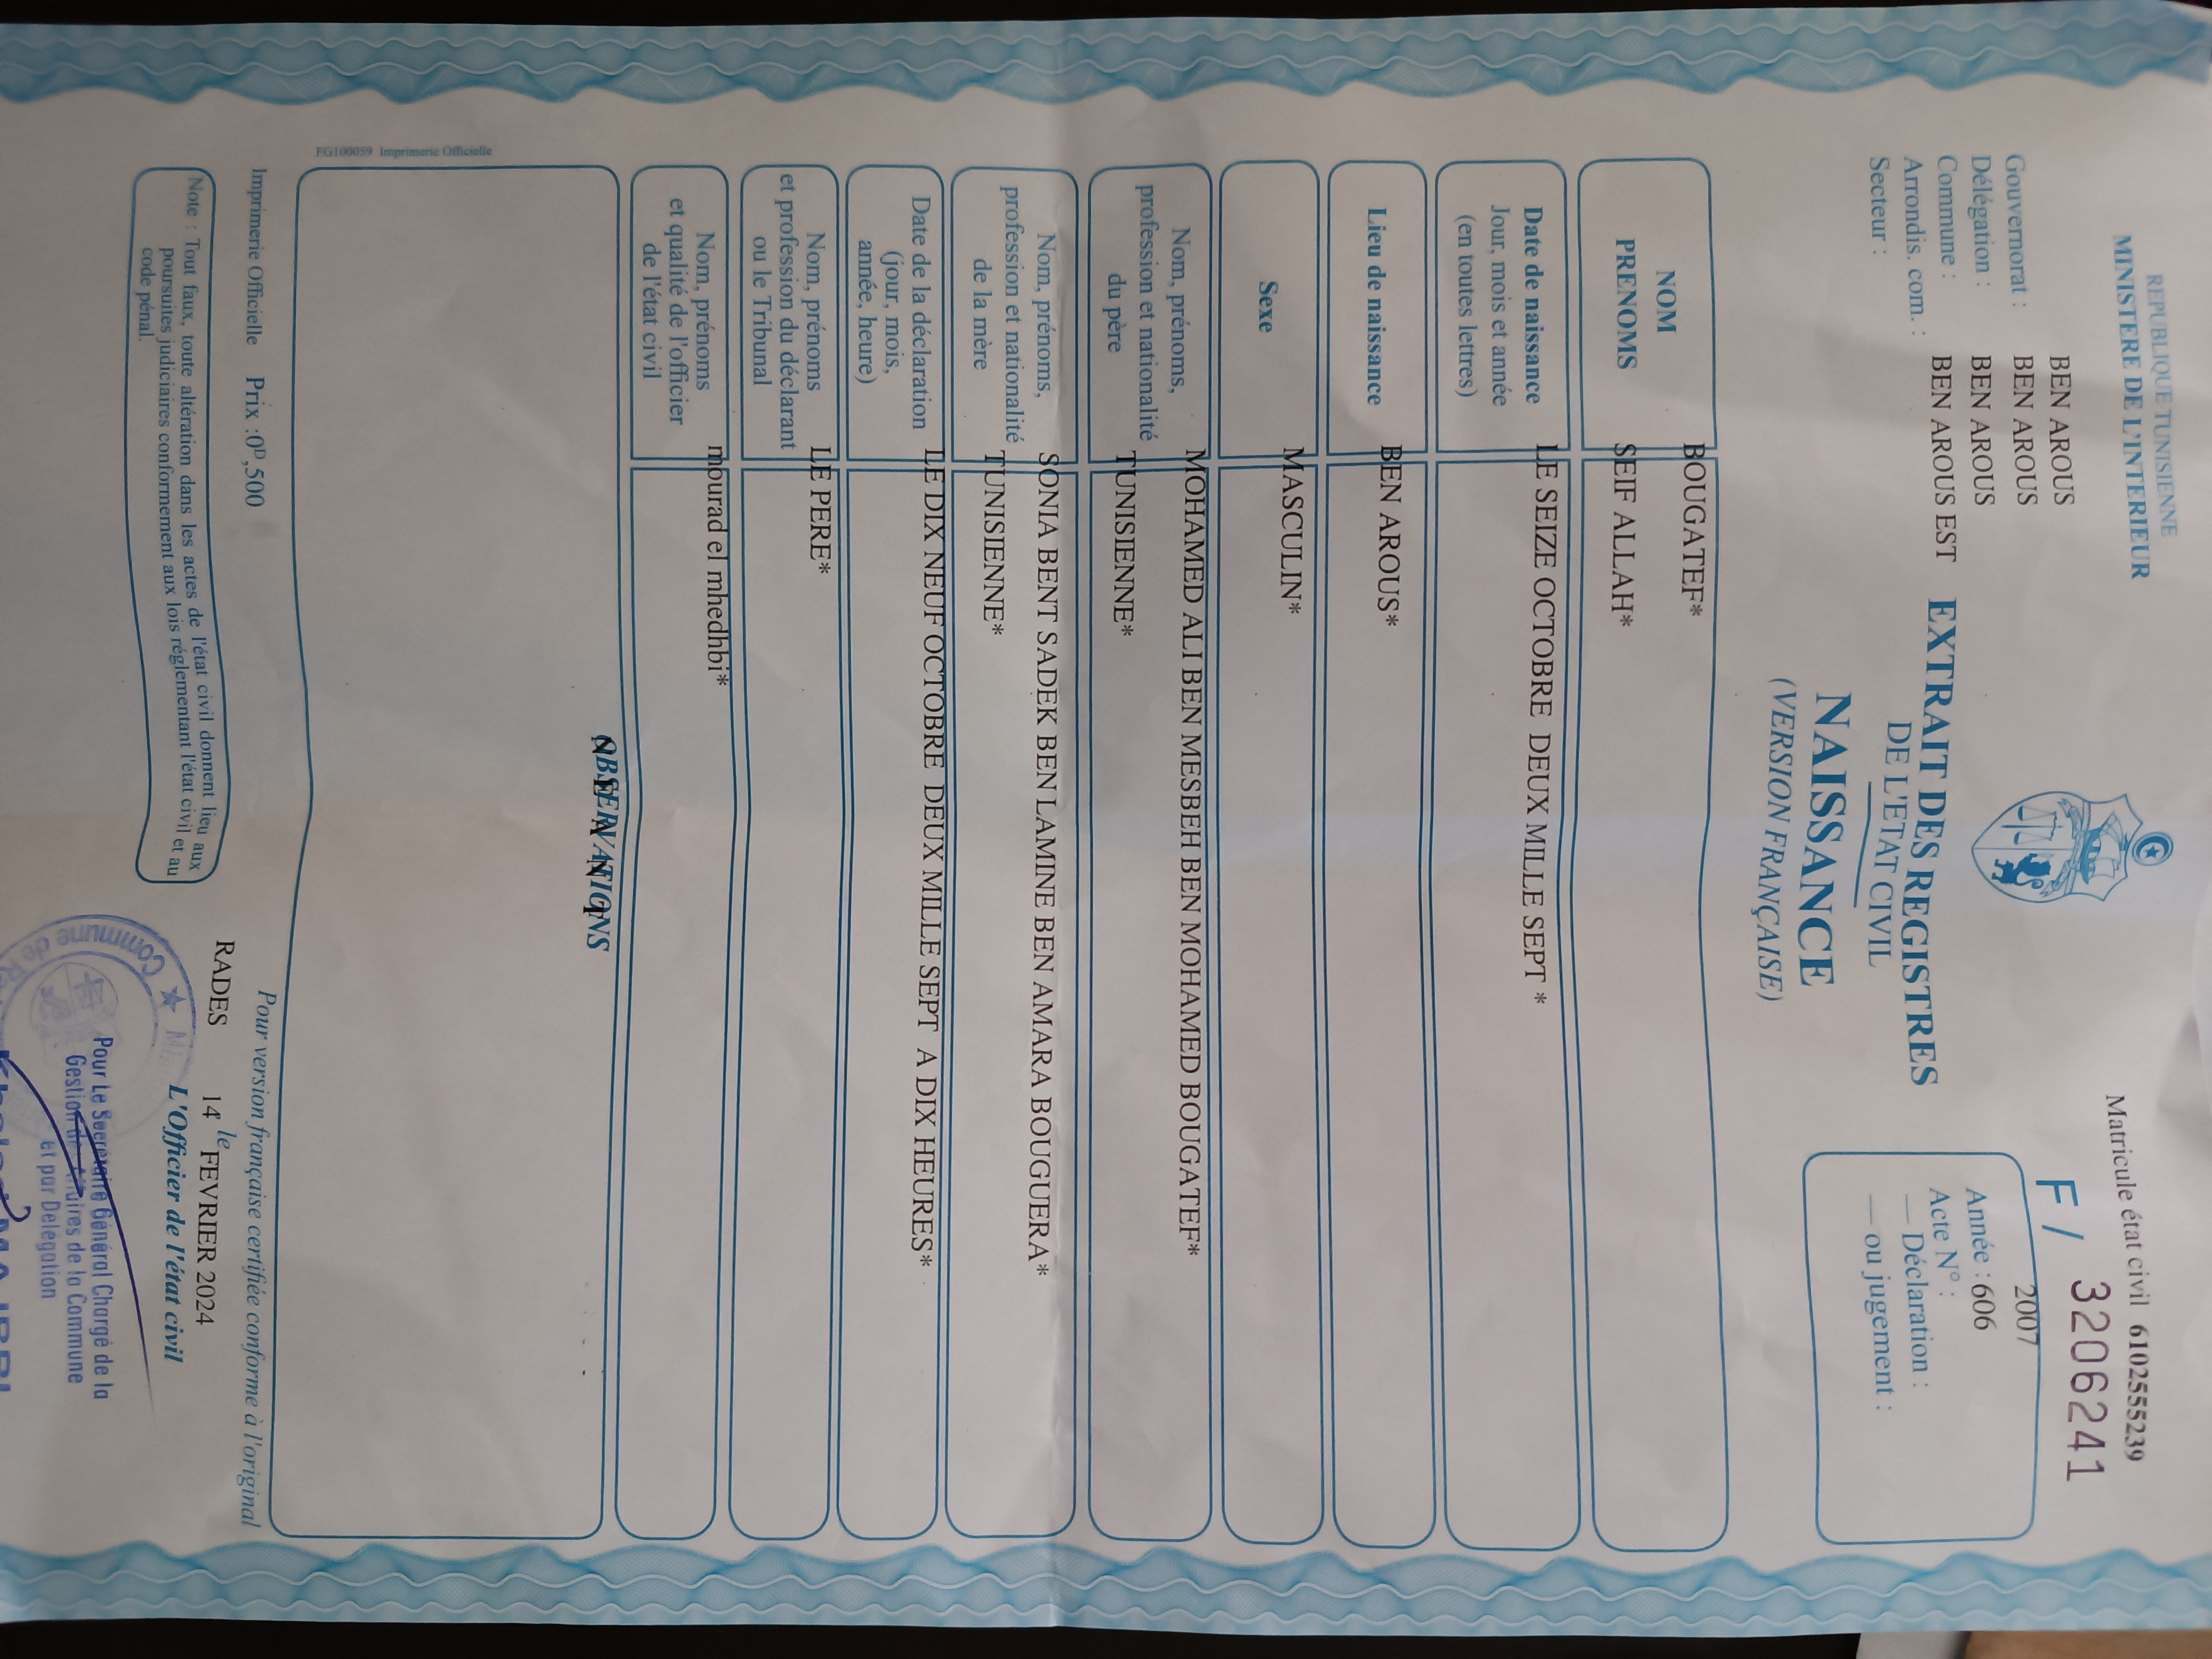 REPUBLIQUE TUNISIENNE
MINISTERE DE L'INTERIEUR
BEN AROUS
Gouvernorat : BEN AROUS
Délégation : BEN AROUS
Commune : BEN AROUS EST
Arrondis. com. :
Secteur :
Matricule état civil 6102555239
F/ 3206241
2007
Année : 606
Acte N° :
— Déclaration :
— ou jugement :
EXTRAIT DES REGISTRES
DE L'ETAT CIVIL
NAISSANCE
(VERSION FRANÇAISE)
NOM
PRENOMS
BOUGATEF*
SEIF ALLAH*
Date de naissance
Jour, mois et année
(en toutes lettres)
LE SEIZE OCTOBRE DEUX MILLE SEPT *
Lieu de naissance
BEN AROUS*
Sexe
MASCULIN*
Nom, prénoms,
profession et nationalité
du père
MOHAMED ALI BEN MESBEH BEN MOHAMED BOUGATEF*
TUNISIENNE*
Nom, prénoms,
profession et nationalité
de la mère
SONIA BENT SADEK BEN LAMINE BEN AMARA BOUGUERA*
TUNISIENNE*
Date de la déclaration
(jour, mois,
année, heure)
LE DIX NEUF OCTOBRE DEUX MILLE SEPT A DIX HEURES*
Nom, prénoms
et profession du déclarant
ou le Tribunal
LE PERE*
Nom, prénoms
et qualité de l'officier
de l'état civil
mourad el mhedhbi*
OBSERVATIONS
N E A N T
FG100059 Imprimerie Officielle
Imprimerie Officielle Prix :0D,500
Note : Tout faux, toute altération dans les actes de l'état civil donnent lieu aux
poursuites judiciaires conformement aux lois réglementant l'état civil et au
code pénal.
Pour version française certifiée conforme à l'original
RADES le 14 FEVRIER 2024
L'Officier de l'état civil
Commune de
Pour Le Secrétaire Général Chargé de la
Gestion de Affaires de la Commune
et par Délégation